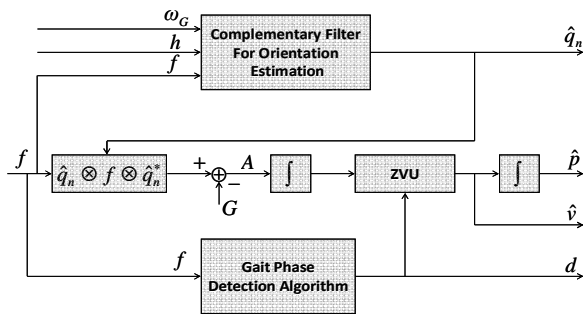 ω_G
h
f
Complementary Filter
For Orientation
Estimation
q̂_n
f
q̂_n ⊗ f ⊗ q̂_n^*
+
−
G
A
∫
ZVU
∫
p̂
v̂
f
Gait Phase
Detection Algorithm
d